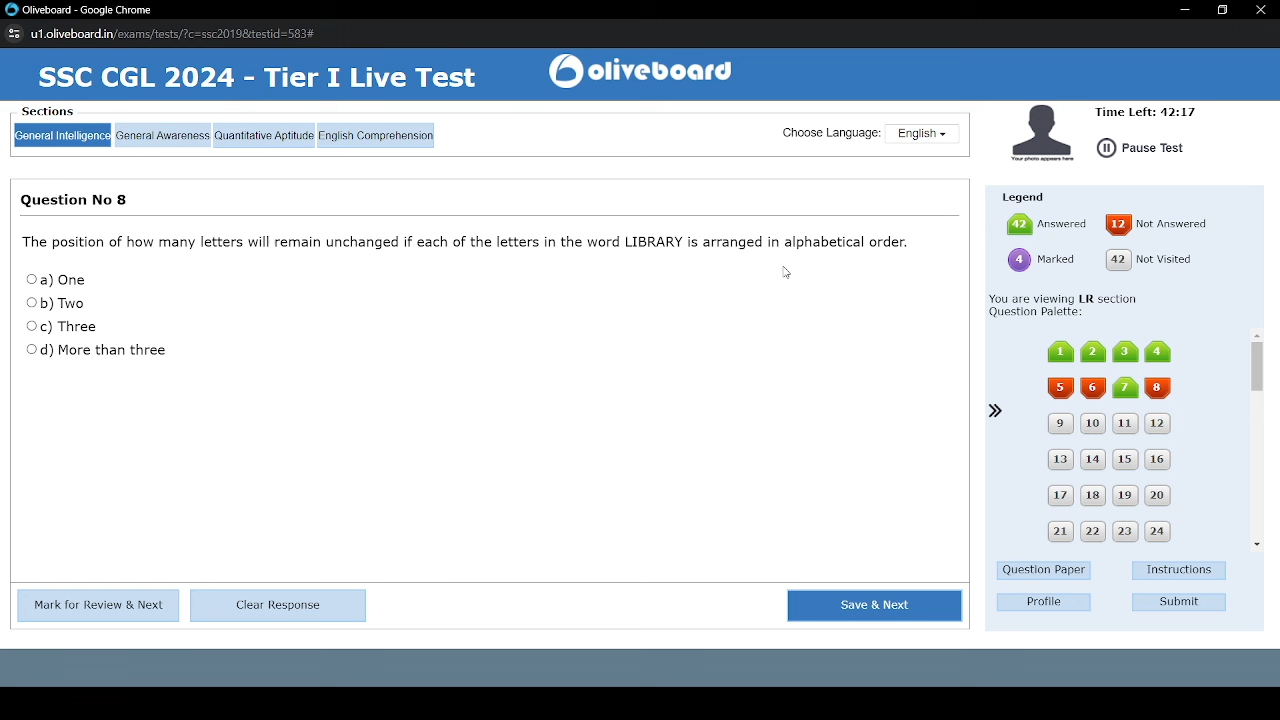 Oliveboard - Google Chrome
u1.oliveboard.in/exams/tests/?c=ssc2019&testid=583#
SSC CGL 2024 - Tier I Live Test
oliveboard
Sections
General Intelligence General Awareness Quantitative Aptitude English Comprehension
Choose Language: English
Your photo appears here
Time Left: 42:17
Pause Test
Question No 8
The position of how many letters will remain unchanged if each of the letters in the word LIBRARY is arranged in alphabetical order.
a) One
b) Two
c) Three
d) More than three
Mark for Review & Next
Clear Response
Save & Next
Legend
42 Answered 12 Not Answered
4 Marked 42 Not Visited
You are viewing LR section
Question Palette:
1 2 3 4
5 6 7 8
9 10 11 12
13 14 15 16
17 18 19 20
21 22 23 24
Question Paper Instructions
Profile Submit